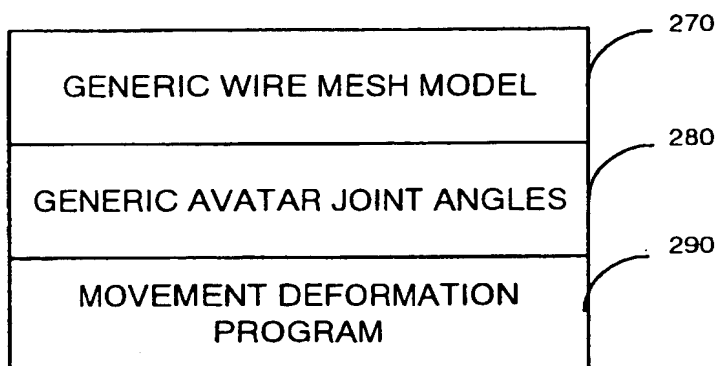 270
GENERIC WIRE MESH MODEL
280
GENERIC AVATAR JOINT ANGLES
290
MOVEMENT DEFORMATION
PROGRAM